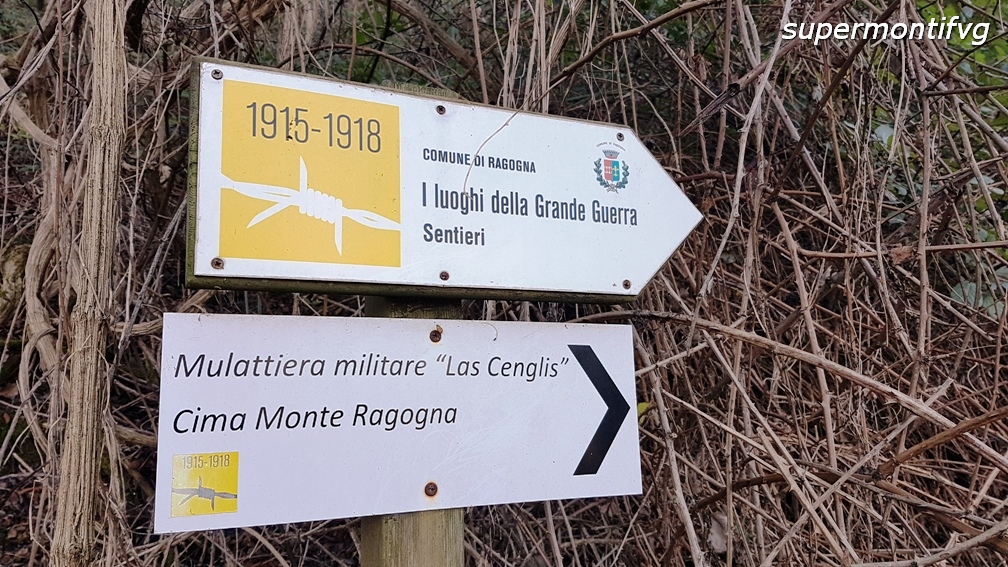 supermontifvg
1915-1918
COMUNE DI RAGOGNA
I luoghi della Grande Guerra
Sentieri
Mulattiera militare “Las Cenglis”
Cima Monte Ragogna
1915-1918